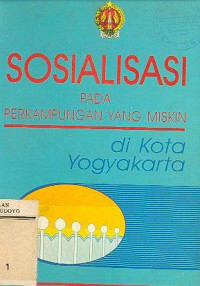 SOSIALISASI
PADA
PERKAMPUNGAN YANG MISKIN
di Kota
Yogyakarta
1